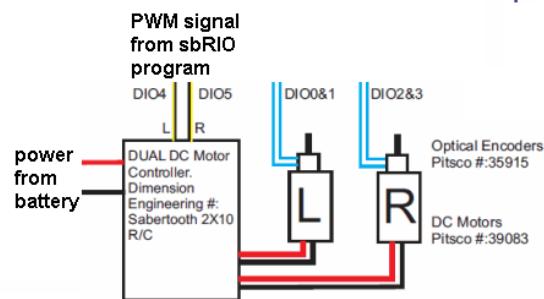 PWM signal
from sbRIO
program
DIO4 DIO5 DIO0&1 DIO2&3
L R
power
from
battery
DUAL DC Motor
Controller.
Dimension
Engineering #:
Sabertooth 2X10
R/C
L
R
Optical Encoders
Pitsco #:35915
DC Motors
Pitsco #:39083